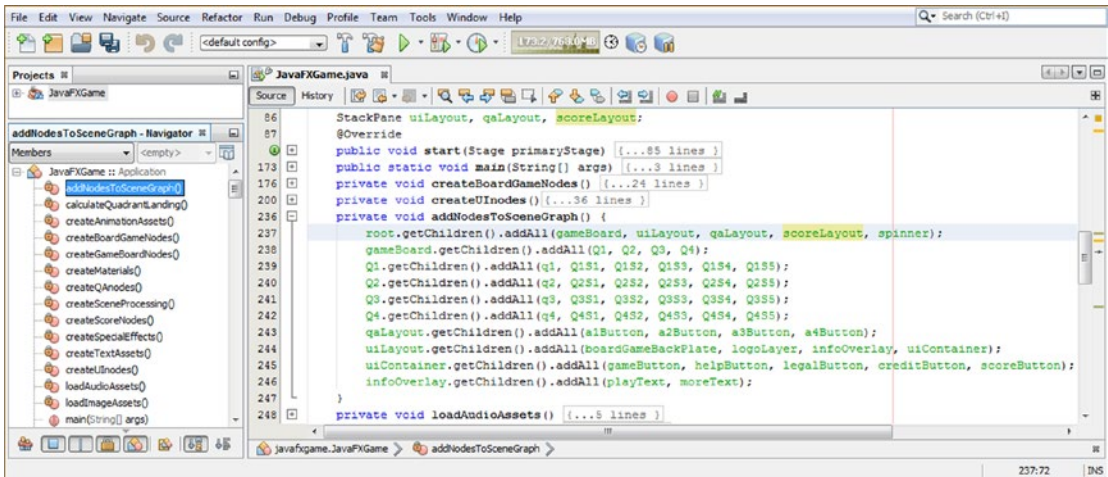 File Edit View Navigate Source Refactor Run Debug Profile Team Tools Window Help
Search (Ctrl+I)
<default config>
Projects
JavaFXGame
addNodesToSceneGraph - Navigator
Members <empty>
JavaFXGame :: Application
addNodesToSceneGraph()
calculateQuadrantLanding()
createAnimationAssets()
createBoardGameNodes()
createGameBoardNodes()
createMaterials()
createQAnodes()
createSceneProcessing()
createScoreNodes()
createSpecialEffects()
createTextAssets()
createUInodes()
loadAudioAssets()
loadImageAssets()
main(String[] args)
JavaFXGame.java
Source History
86 StackPane uiLayout, qaLayout, scoreLayout;
87 @Override
public void start(Stage primaryStage) {...85 lines }
173 public static void main(String[] args) {...3 lines }
176 private void createBoardGameNodes() {...24 lines }
200 private void createUInodes() {...36 lines }
236 private void addNodesToSceneGraph() {
237 root.getChildren().addAll(gameBoard, uiLayout, qaLayout, scoreLayout, spinner);
238 gameBoard.getChildren().addAll(Q1, Q2, Q3, Q4);
239 Q1.getChildren().addAll(q1, Q1S1, Q1S2, Q1S3, Q1S4, Q1S5);
240 Q2.getChildren().addAll(q2, Q2S1, Q2S2, Q2S3, Q2S4, Q2S5);
241 Q3.getChildren().addAll(q3, Q3S1, Q3S2, Q3S3, Q3S4, Q3S5);
242 Q4.getChildren().addAll(q4, Q4S1, Q4S2, Q4S3, Q4S4, Q4S5);
243 qaLayout.getChildren().addAll(a1Button, a2Button, a3Button, a4Button);
244 uiLayout.getChildren().addAll(boardGameBackPlate, logoLayer, infoOverlay, uiContainer);
245 uiContainer.getChildren().addAll(gameButton, helpButton, legalButton, creditButton, scoreButton);
246 infoOverlay.getChildren().addAll(playText, moreText);
247 }
248 private void loadAudioAssets() {...5 lines }
javafxgame.JavaFXGame addNodesToSceneGraph
237:72 INS